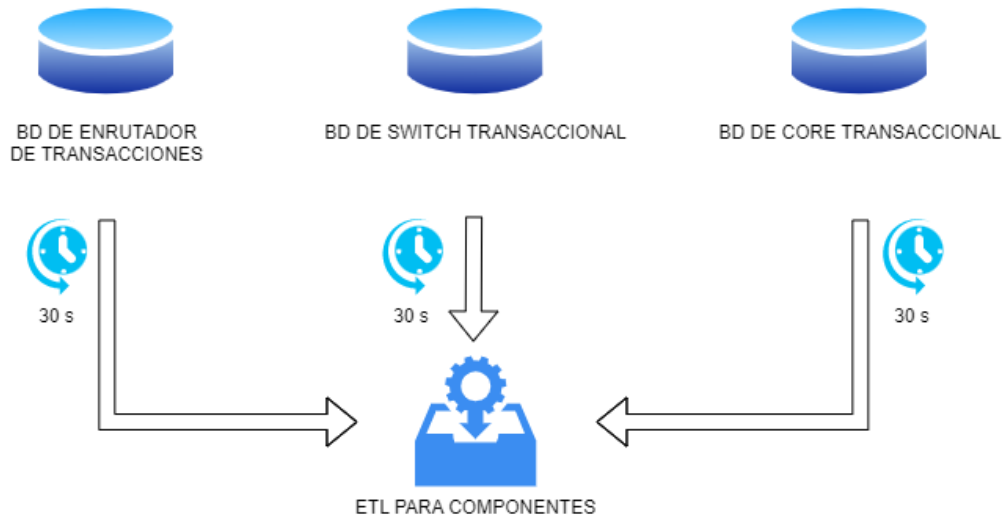 BD DE ENRUTADOR
DE TRANSACCIONES
BD DE SWITCH TRANSACCIONAL
BD DE CORE TRANSACCIONAL
30 s
30 s
30 s
ETL PARA COMPONENTES